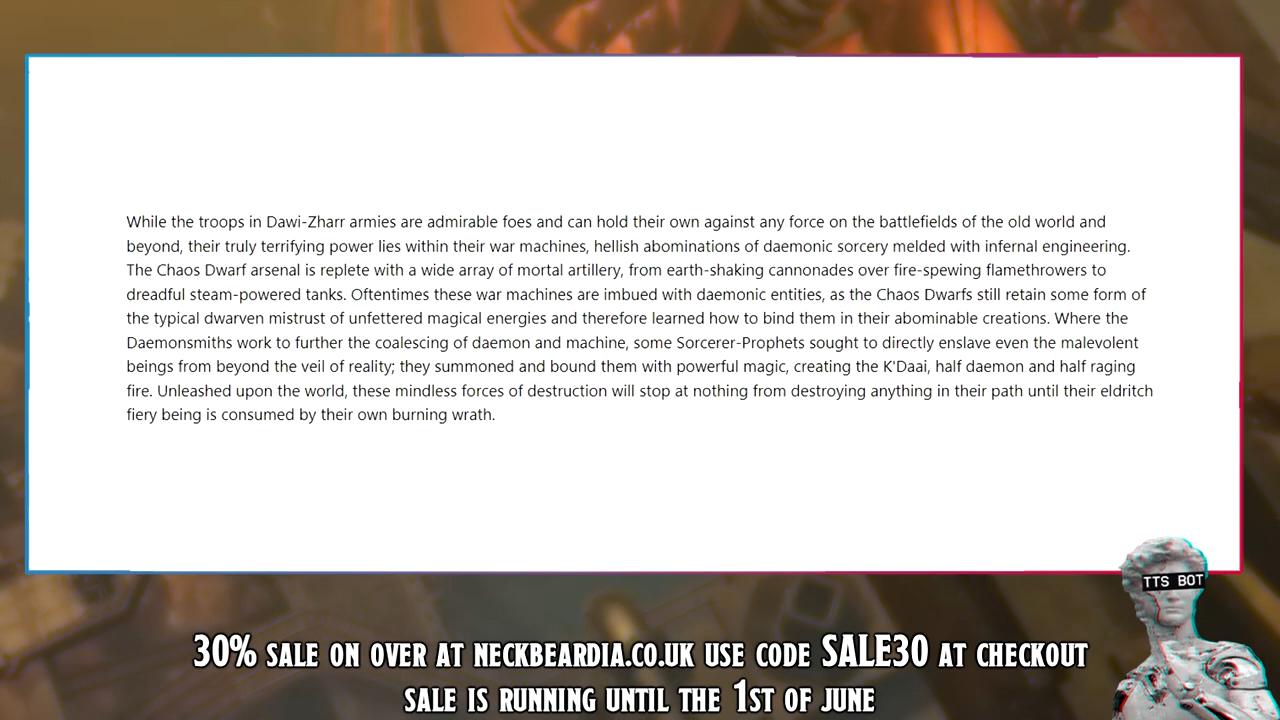 While the troops in Dawi-Zharr armies are admirable foes and can hold their own against any force on the battlefields of the old world and
beyond, their truly terrifying power lies within their war machines, hellish abominations of daemonic sorcery melded with infernal engineering.
The Chaos Dwarf arsenal is replete with a wide array of mortal artillery, from earth-shaking cannonades over fire-spewing flamethrowers to
dreadful steam-powered tanks. Oftentimes these war machines are imbued with daemonic entities, as the Chaos Dwarfs still retain some form of
the typical dwarven mistrust of unfettered magical energies and therefore learned how to bind them in their abominable creations. Where the
Daemonsmiths work to further the coalescing of daemon and machine, some Sorcerer-Prophets sought to directly enslave even the malevolent
beings from beyond the veil of reality; they summoned and bound them with powerful magic, creating the K'Daai, half daemon and half raging
fire. Unleashed upon the world, these mindless forces of destruction will stop at nothing from destroying anything in their path until their eldritch
fiery being is consumed by their own burning wrath.
TTS BOT
30% SALE ON OVER AT NECKBEARDIA.CO.UK USE CODE SALE30 AT CHECKOUT
SALE IS RUNNING UNTIL THE 1ST OF JUNE